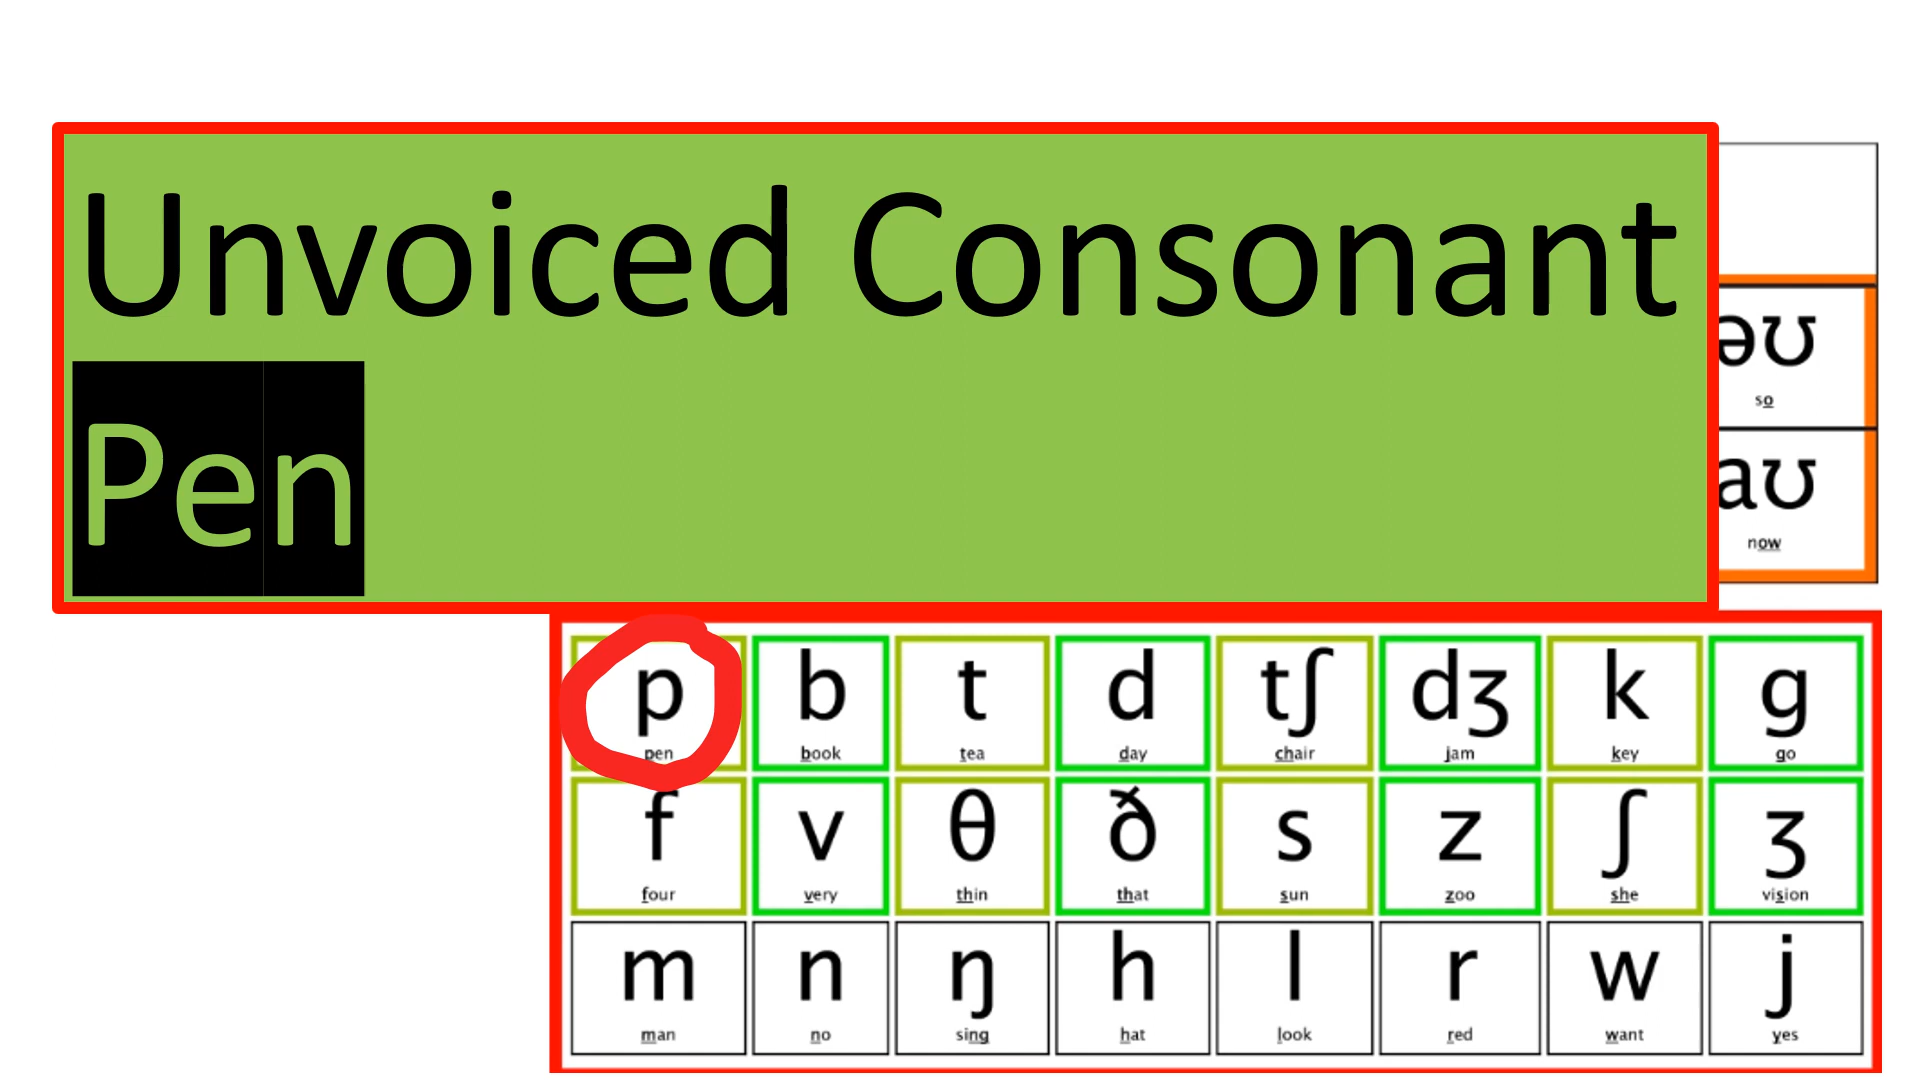 Unvoiced Consonant
Pen
əʊ
so
aʊ
now
p b t d tʃ dʒ k g
pen book tea day chair jam key go
f v θ ð s z ʃ ʒ
four very thin that sun zoo she vision
m n ŋ h l r w j
man no sing hat look red want yes